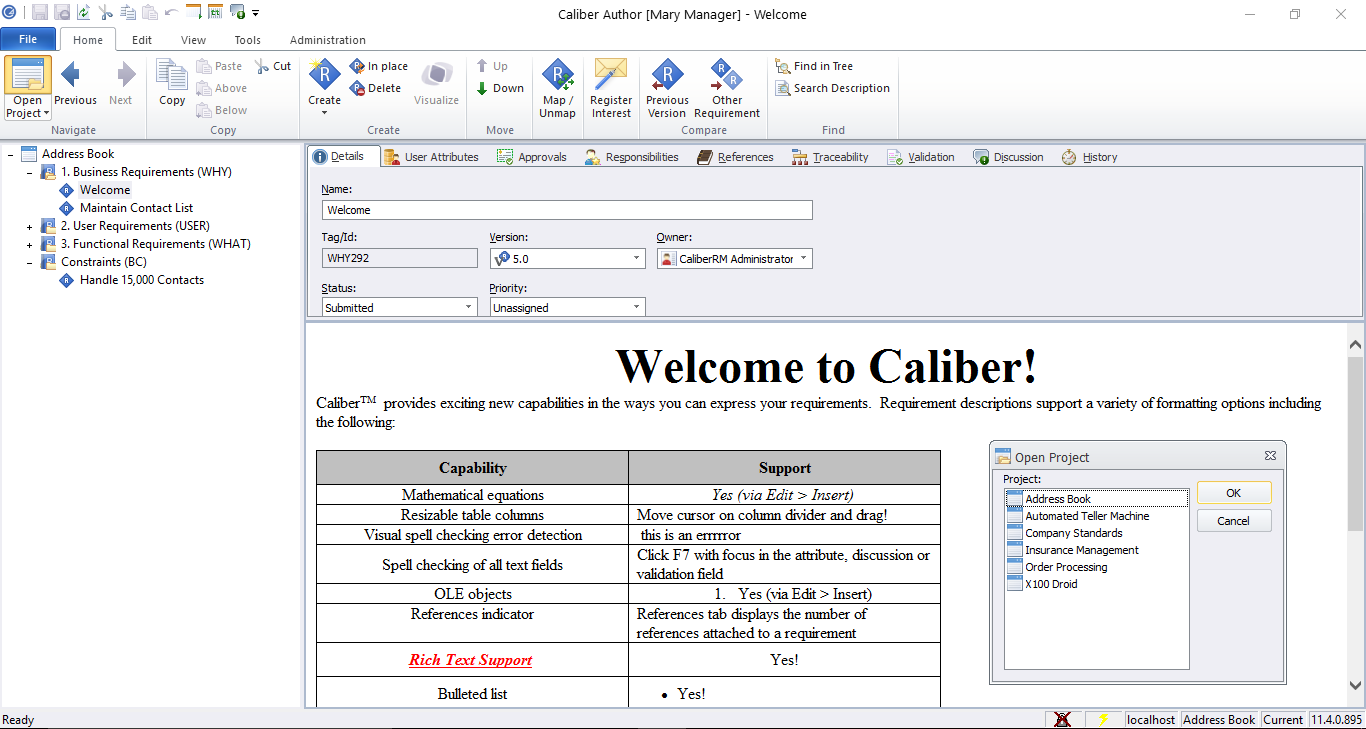 Caliber Author [Mary Manager] - Welcome
File Home Edit View Tools Administration
Open Project Previous Next
Navigate
Copy Paste Above Below Cut
Copy
Create In place Delete Visualize
Create
Up Down
Move
Map / Unmap
Register Interest
Previous Version Other Requirement
Compare
Find in Tree
Search Description
Find
Address Book
1. Business Requirements (WHY)
Welcome
Maintain Contact List
2. User Requirements (USER)
3. Functional Requirements (WHAT)
Constraints (BC)
Handle 15,000 Contacts
Details User Attributes Approvals Responsibilities References Traceability Validation Discussion History
Name:
Welcome
Tag/Id: Version: Owner:
WHY292 5.0 CaliberRM Administrator
Status: Priority:
Submitted Unassigned
Welcome to Caliber!
Caliber™ provides exciting new capabilities in the ways you can express your requirements. Requirement descriptions support a variety of formatting options including
the following:
Capability Support
Mathematical equations Yes (via Edit > Insert)
Resizable table columns Move cursor on column divider and drag!
Visual spell checking error detection this is an errrrror
Spell checking of all text fields Click F7 with focus in the attribute, discussion or
validation field
OLE objects 1. Yes (via Edit > Insert)
References indicator References tab displays the number of
references attached to a requirement
Rich Text Support Yes!
Bulleted list • Yes!
Open Project
Project:
Address Book
Automated Teller Machine
Company Standards
Insurance Management
Order Processing
X100 Droid
OK
Cancel
Ready localhost Address Book Current 11.4.0.895